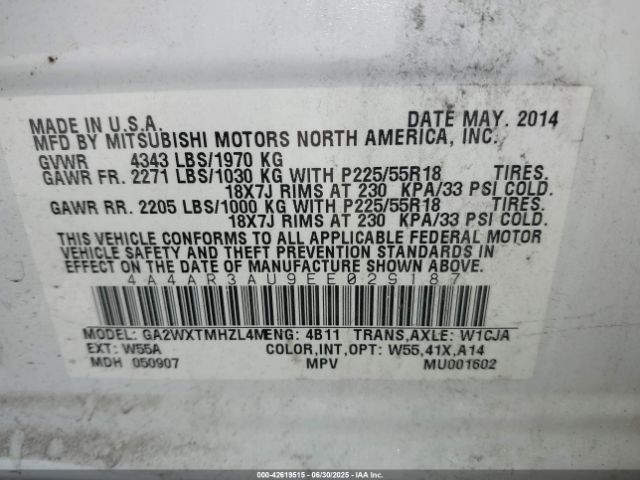 MADE IN U.S.A. DATE MAY. 2014
MFD BY MITSUBISHI MOTORS NORTH AMERICA, INC.
GVWR 4343 LBS/1970 KG
GAWR FR. 2271 LBS/1030 KG WITH P225/55R18 TIRES.
18X7J RIMS AT 230 KPA/33 PSI COLD.
GAWR RR. 2205 LBS/1000 KG WITH P225/55R18 TIRES.
18X7J RIMS AT 230 KPA/33 PSI COLD.
THIS VEHICLE CONFORMS TO ALL APPLICABLE FEDERAL MOTOR
VEHICLE SAFETY AND THEFT PREVENTION STANDARDS IN
EFFECT ON THE DATE OF MANUFACTURE SHOWN ABOVE.
4A4AR3AU9EE029187
MODEL: GA2WXTMHZL4M ENG: 4B11 TRANS,AXLE: W1CJA
EXT: W55A COLOR,INT,OPT: W55,41X,A14
MDH 050907 MPV MU001602
000-42619515 - 06/30/2025 - IAAI.COM